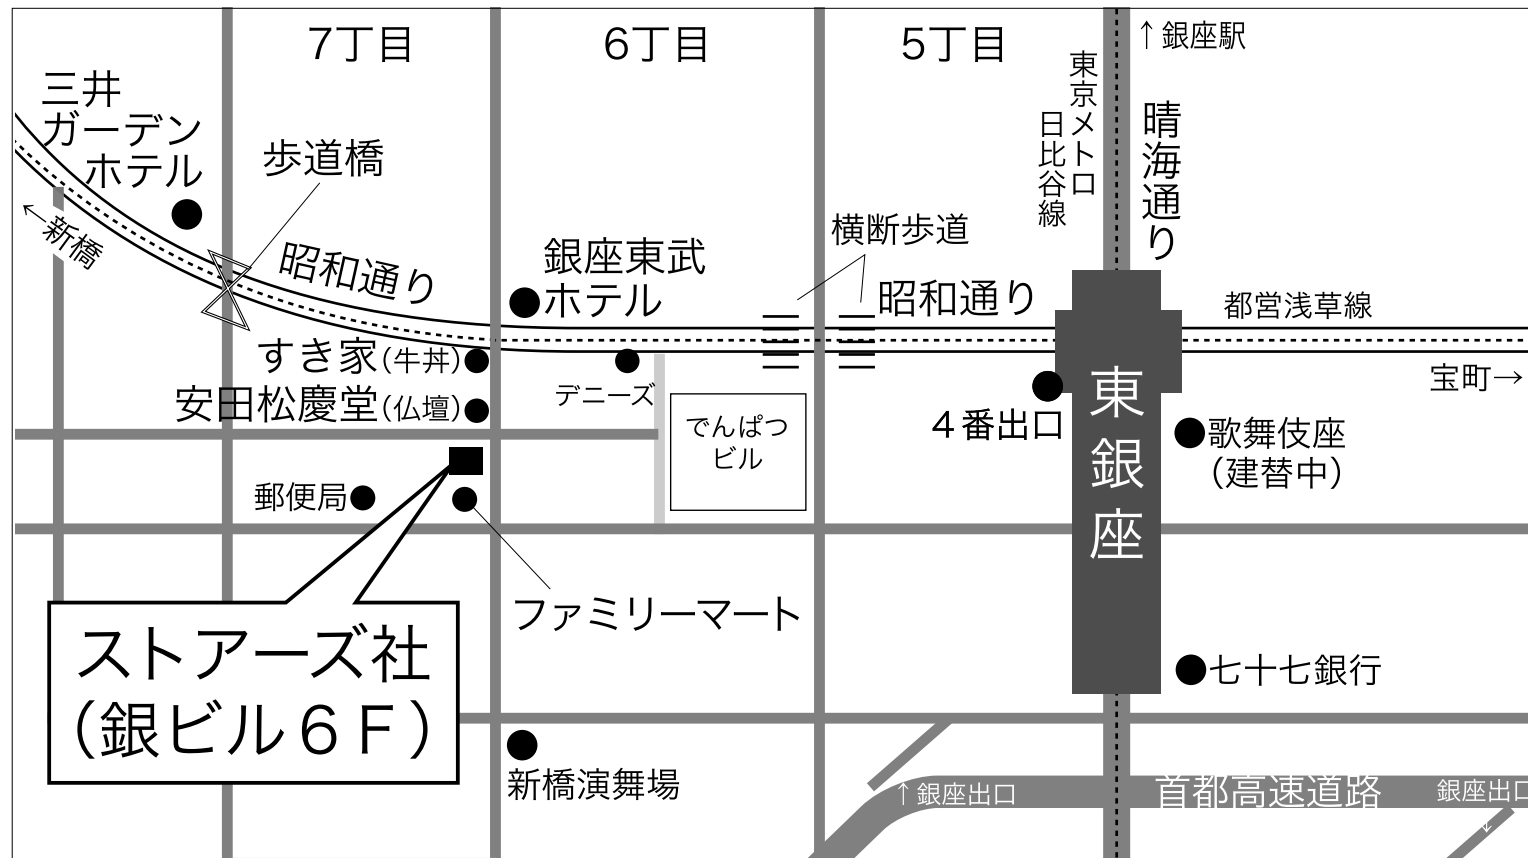 7丁目
6丁目
5丁目
↑銀座駅
三井
ガーデン
ホテル
歩道橋
東京メトロ
日比谷線
晴海通り
←新橋
昭和通り
銀座東武
ホテル
横断歩道
昭和通り
都営浅草線
宝町→
すき家(牛丼)
安田松慶堂(仏壇)
デニーズ
でんぱつ
ビル
4番出口
東銀座
歌舞伎座
(建替中)
郵便局
ファミリーマート
ストアーズ社
(銀ビル6F)
七十七銀行
新橋演舞場
↑銀座出口
首都高速道路
銀座出口
↓